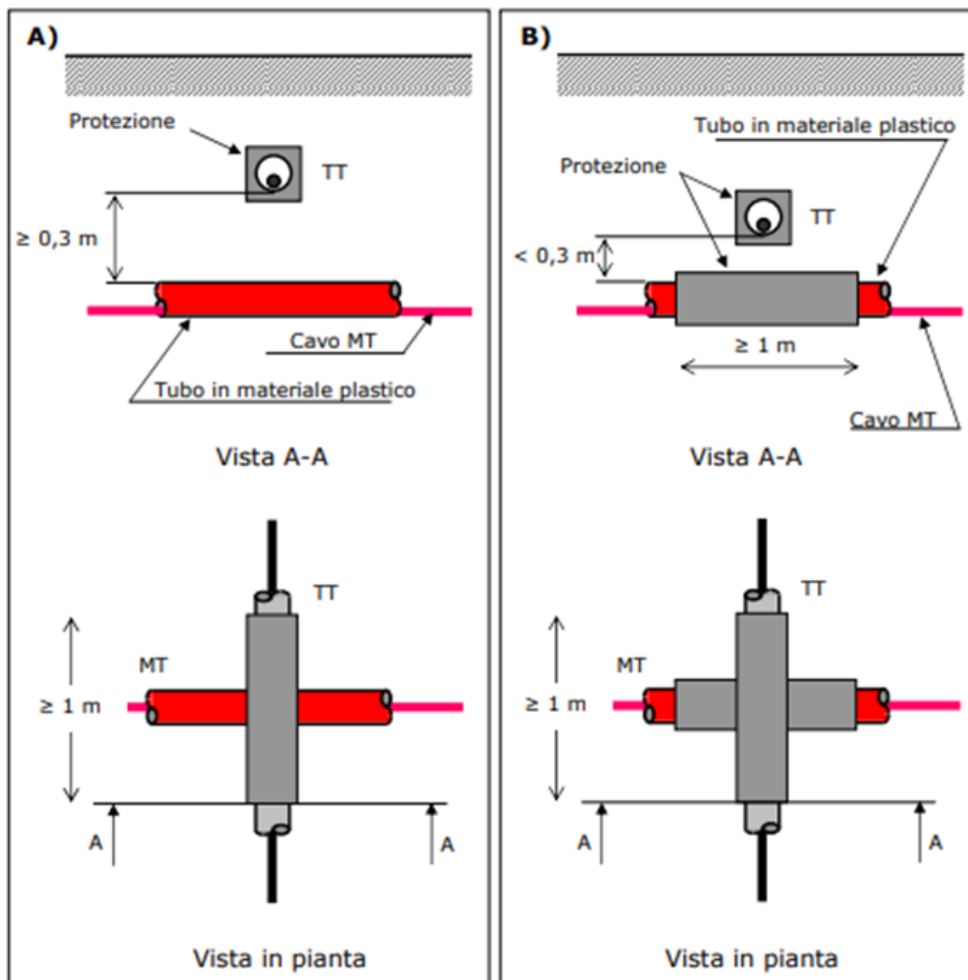 A)
Protezione
TT
≥ 0,3 m
Cavo MT
Tubo in materiale plastico
Vista A-A
TT
MT
≥ 1 m
A
A
Vista in pianta
B)
Tubo in materiale plastico
Protezione
TT
< 0,3 m
≥ 1 m
Cavo MT
Vista A-A
TT
MT
≥ 1 m
A
A
Vista in pianta